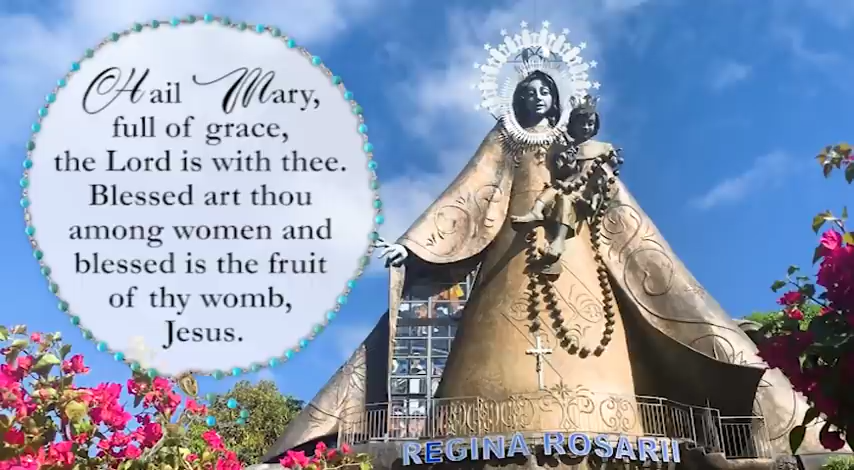 Hail Mary,
full of grace,
the Lord is with thee.
Blessed art thou
among women and
blessed is the fruit
of thy womb,
Jesus.
REGINA ROSARII